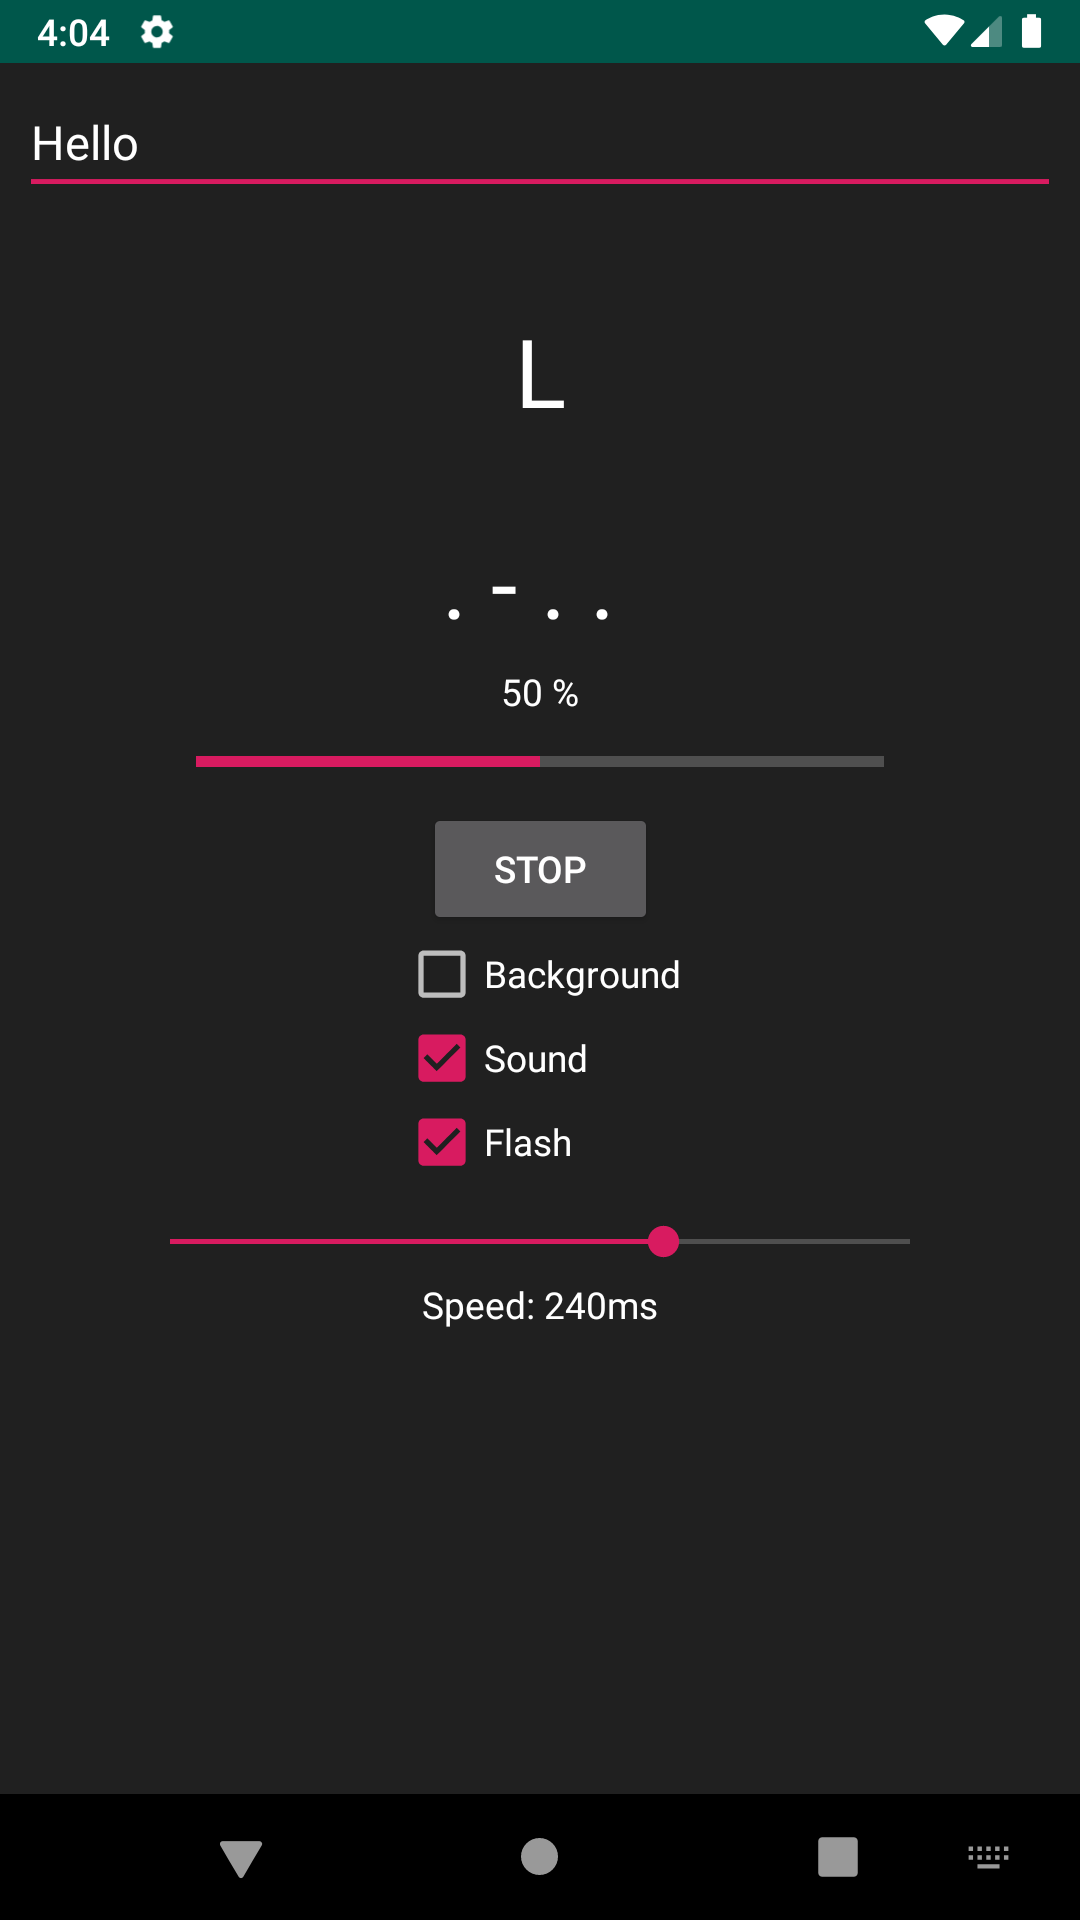 4:04
Hello
L
. - . .
50 %
STOP
Background
Sound
Flash
Speed: 240ms